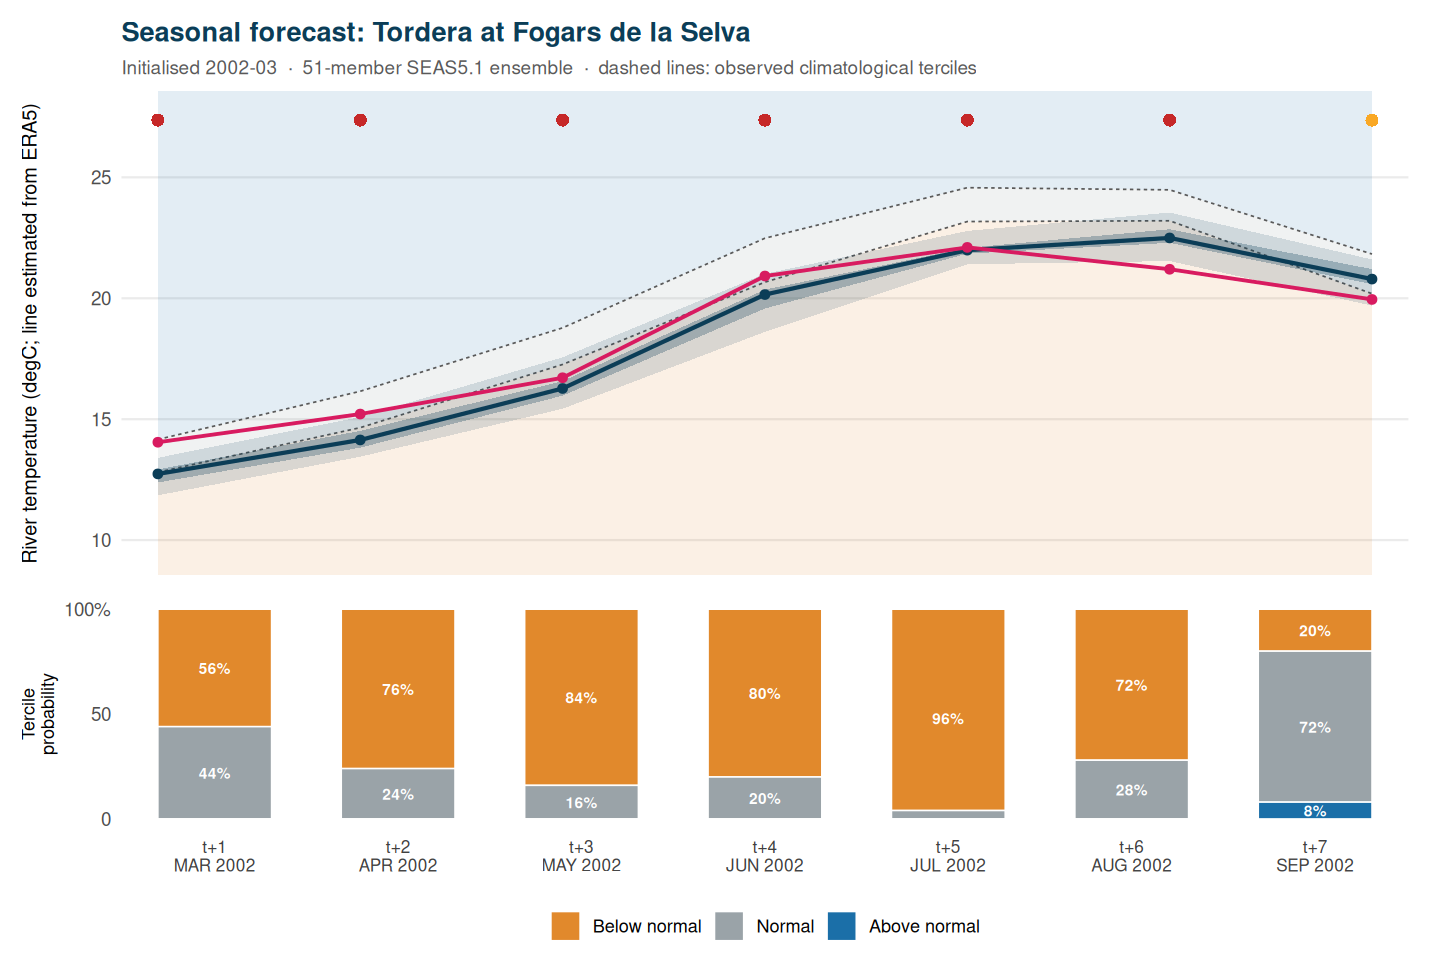 Seasonal forecast: Tordera at Fogars de la Selva
Initialised 2002-03 · 51-member SEAS5.1 ensemble · dashed lines: observed climatological terciles
River temperature (degC; line estimated from ERA5)
25
20
15
10
Tercile
probability
100%
50
0
56%
44%
76%
24%
84%
16%
80%
20%
96%
72%
28%
20%
72%
8%
t+1
MAR 2002
t+2
APR 2002
t+3
MAY 2002
t+4
JUN 2002
t+5
JUL 2002
t+6
AUG 2002
t+7
SEP 2002
Below normal
Normal
Above normal